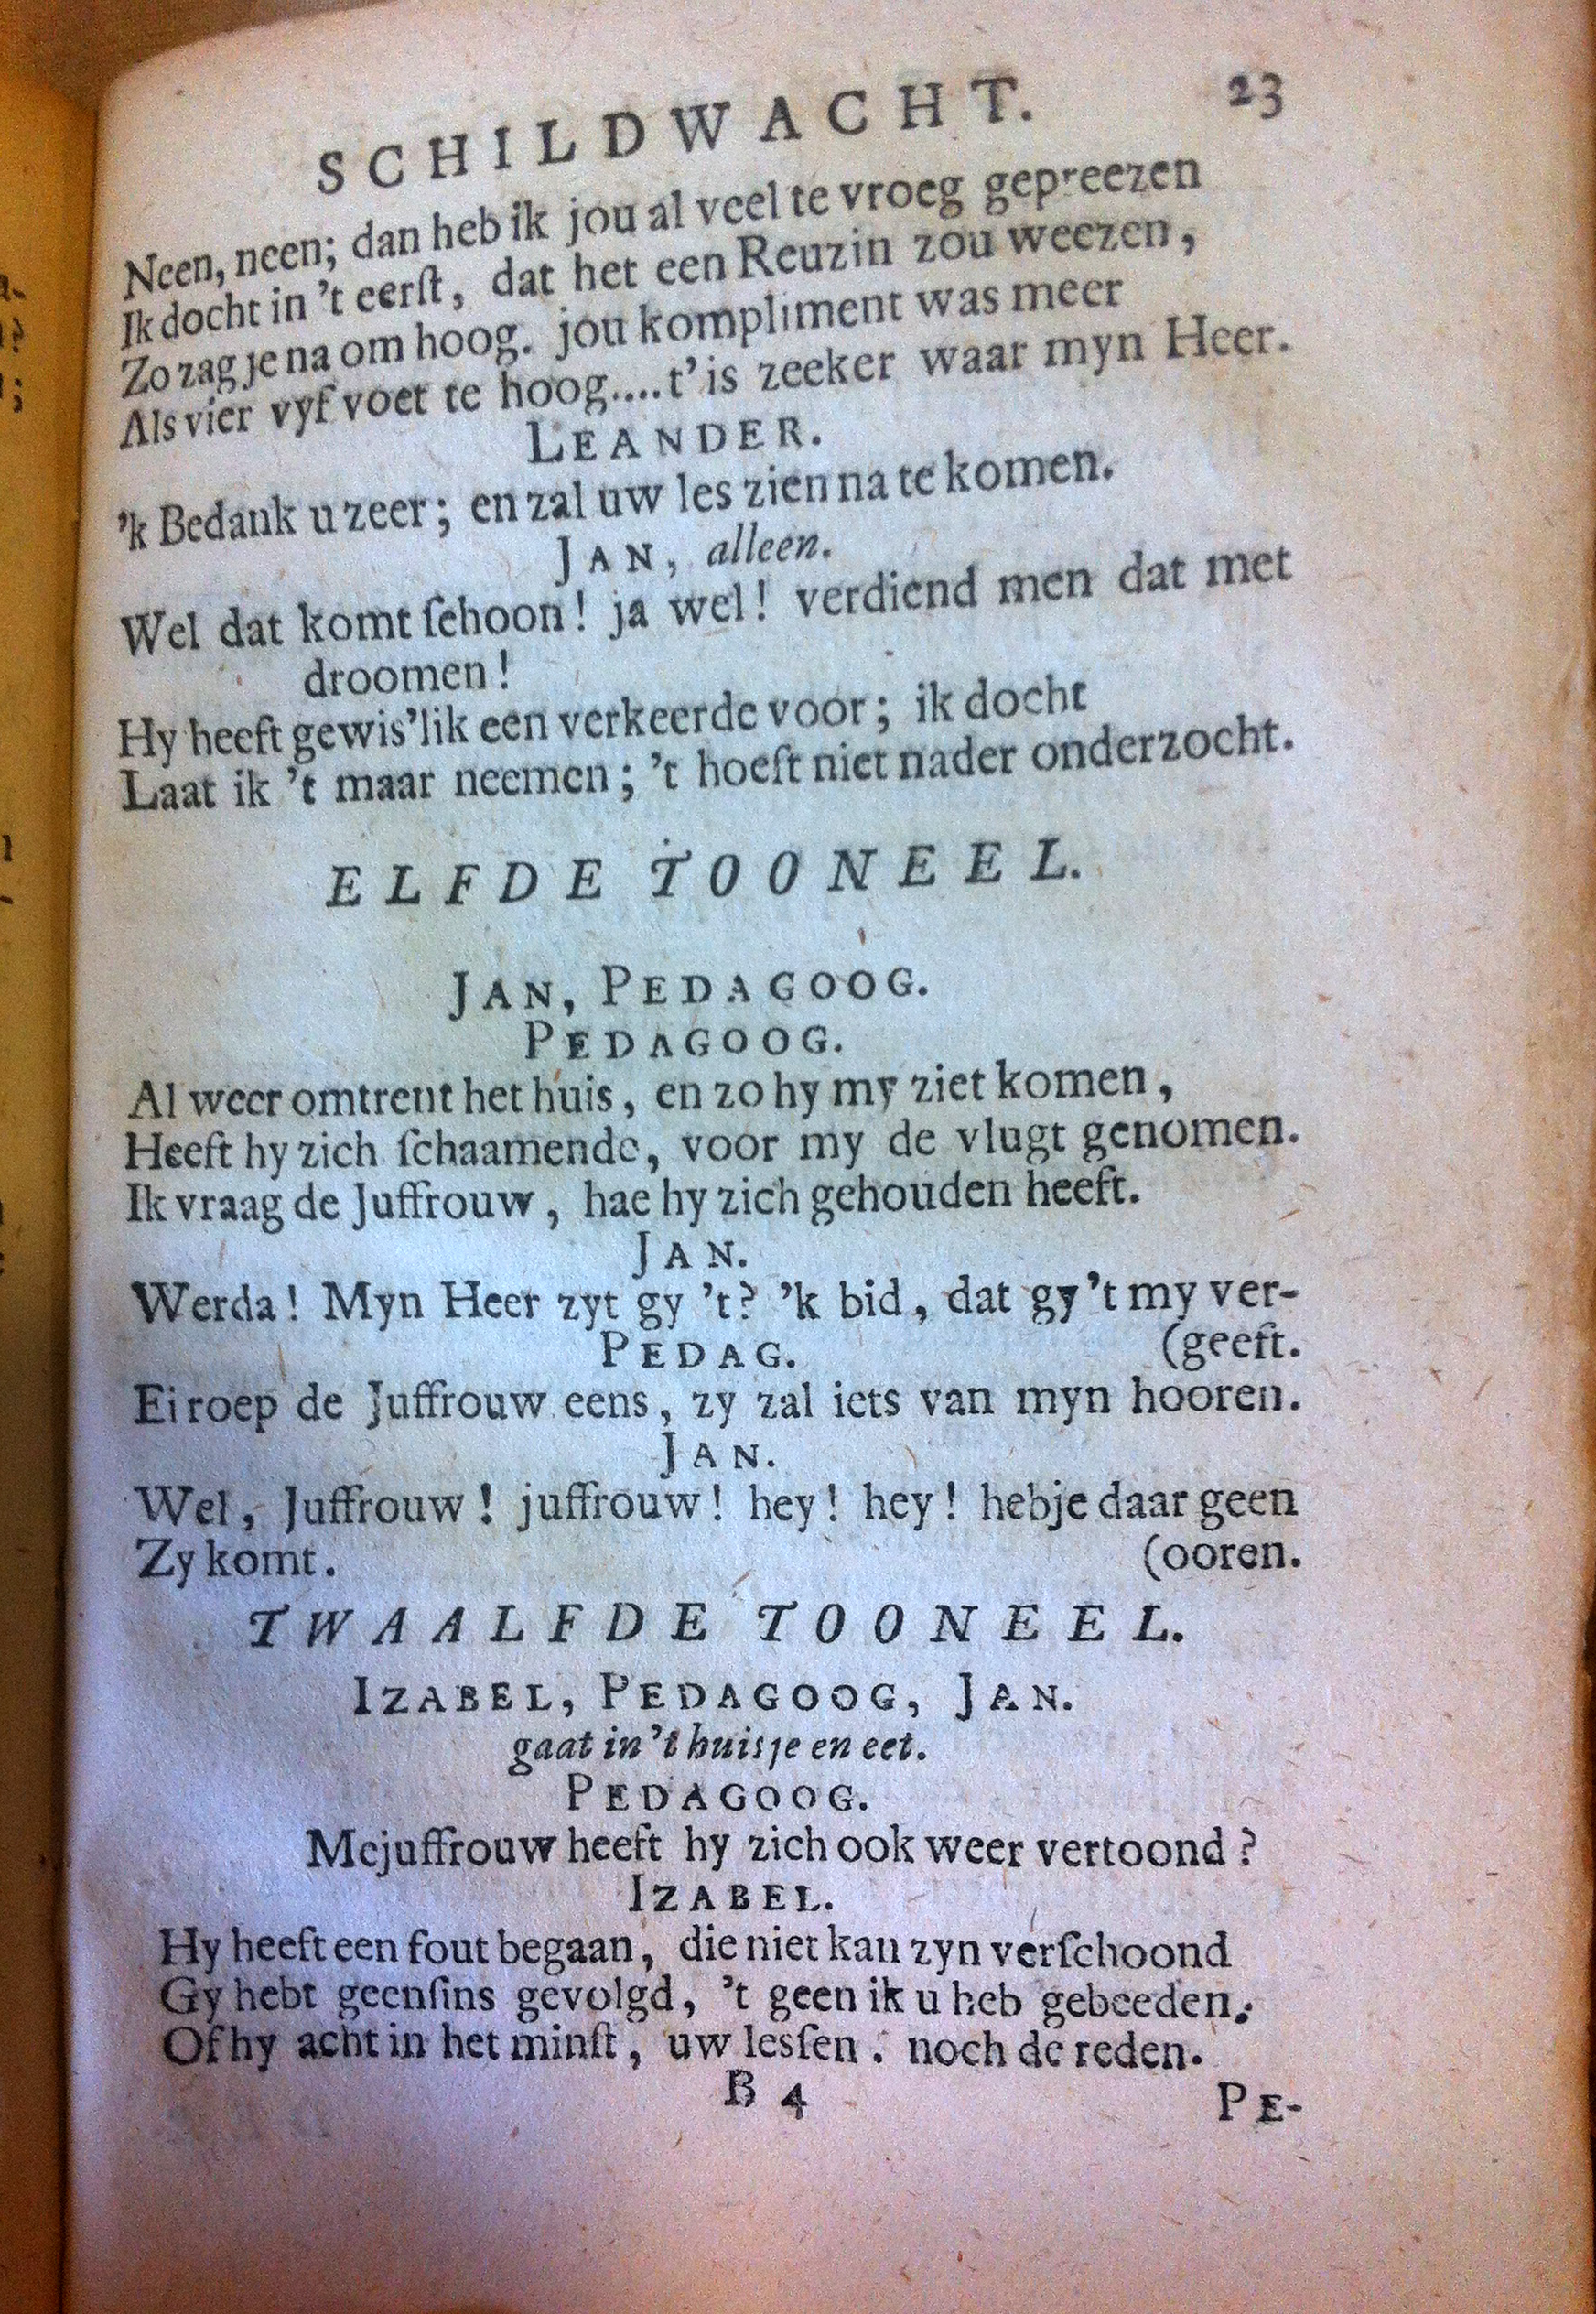 SCHILDWACHT. 23
Neen, neen; dan heb ik jou al veel te vroeg gepreezen
Ik docht in 't eerſt, dat het een Reuzin zou weezen,
Zo zag je na om hoog. jou kompliment was meer
Als vier vyf voet te hoog....t' is zeeker waar myn Heer.
LEANDER.
'k Bedank u zeer; en zal uw les zien na te komen.
JAN, alleen.
Wel dat komt ſchoon! ja wel! verdiend men dat met
droomen!
Hy heeft gewis'lik een verkeerde voor; ik docht
Laat ik 't maar neemen; 't hoeft niet nader onderzocht.
ELFDE TOONEEL.
JAN, PEDAGOOG.
PEDAGOOG.
Al weer omtrent het huis, en zo hy my ziet komen,
Heeft hy zich ſchaamende, voor my de vlugt genomen.
Ik vraag de Juffrouw, hae hy zich gehouden heeft.
JAN.
Werda! Myn Heer zyt gy 't? 'k bid, dat gy 't my ver-
PEDAG. (geeft.
Ei roep de Juffrouw eens, zy zal iets van myn hooren.
JAN.
Wel, Juffrouw! juffrouw! hey! hey! hebje daar geen
Zy komt. (ooren.
TWAALFDE TOONEEL.
IZABEL, PEDAGOOG, JAN.
gaat in 't huisje en eet.
PEDAGOOG.
Mejuffrouw heeft hy zich ook weer vertoond?
IZABEL.
Hy heeft een fout begaan, die niet kan zyn verſchoond
Gy hebt geenſins gevolgd, 't geen ik u heb gebeeden.
Of hy acht in het minſt, uw lesſen. noch de reden.
B 4 PE-